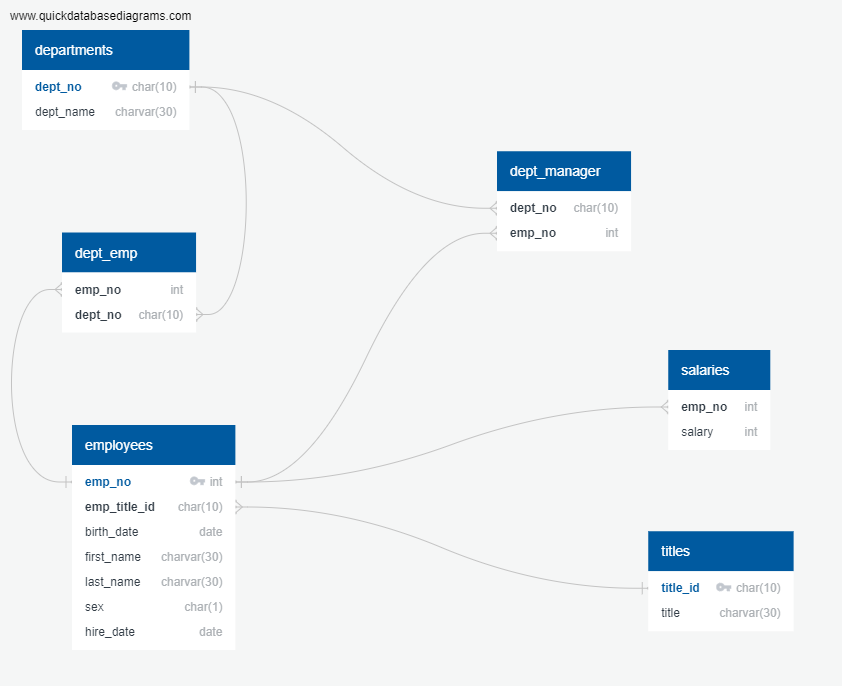 www.quickdatabasediagrams.com
departments
dept_no char(10)
dept_name charvar(30)
dept_manager
dept_no char(10)
emp_no int
dept_emp
emp_no int
dept_no char(10)
salaries
emp_no int
salary int
employees
emp_no int
emp_title_id char(10)
birth_date date
first_name charvar(30)
last_name charvar(30)
sex char(1)
hire_date date
titles
title_id char(10)
title charvar(30)